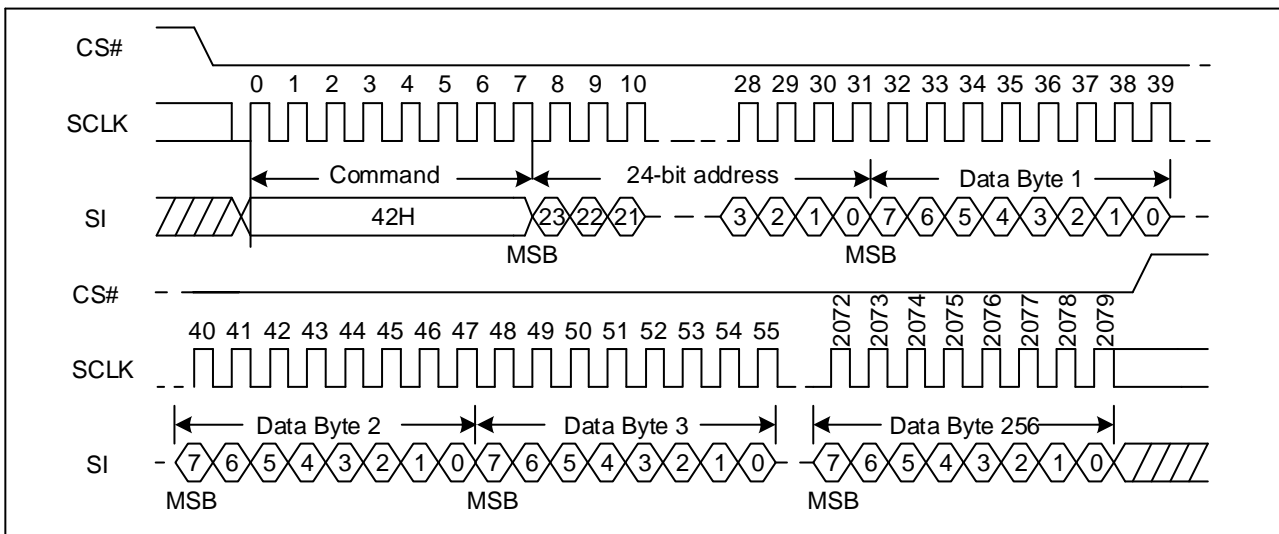 CS#
0 1 2 3 4 5 6 7 8 9 10 28 29 30 31 32 33 34 35 36 37 38 39
SCLK
Command 24-bit address Data Byte 1
SI 42H 23 22 21 3 2 1 0 7 6 5 4 3 2 1 0
MSB MSB
CS#
40 41 42 43 44 45 46 47 48 49 50 51 52 53 54 55 2072 2073 2074 2075 2076 2077 2078 2079
SCLK
Data Byte 2 Data Byte 3 Data Byte 256
SI 7 6 5 4 3 2 1 0 7 6 5 4 3 2 1 0 7 6 5 4 3 2 1 0
MSB MSB MSB